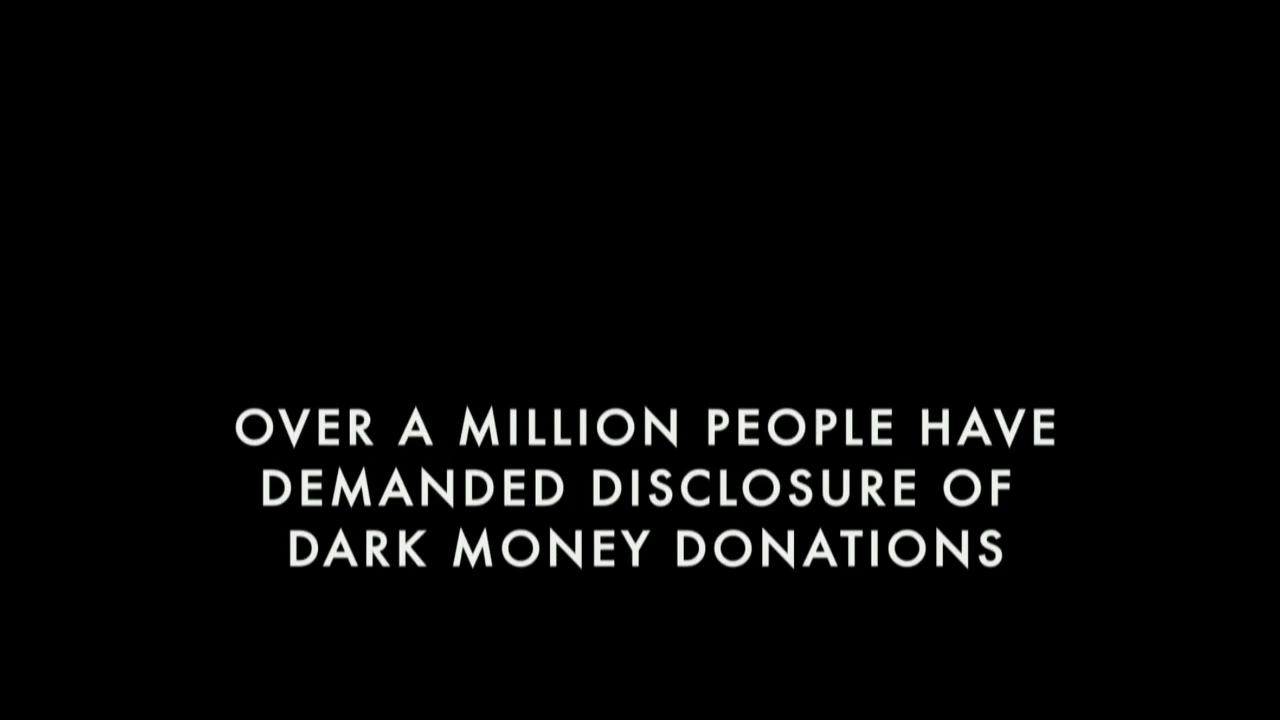 OVER A MILLION PEOPLE HAVE
DEMANDED DISCLOSURE OF
DARK MONEY DONATIONS